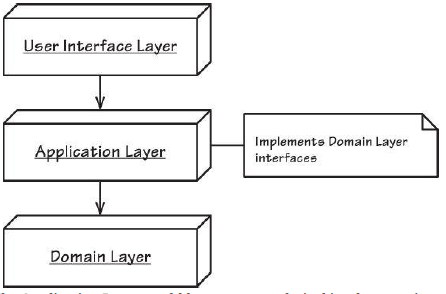 User Interface Layer
Application Layer
Implements Domain Layer
interfaces
Domain Layer